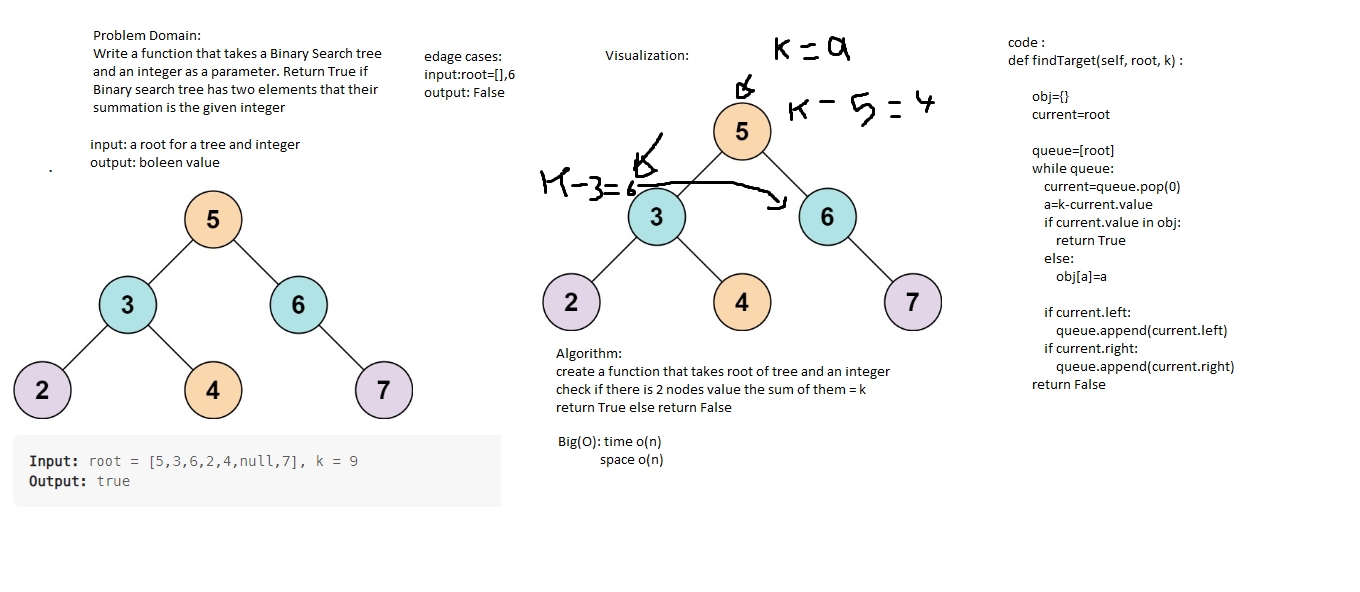 Problem Domain:
Write a function that takes a Binary Search tree
and an integer as a parameter. Return True if
Binary search tree has two elements that their
summation is the given integer
input: a root for a tree and integer
output: boleen value
5
3
6
2
4
7
Input: root = [5,3,6,2,4,null,7], k = 9
Output: true
edage cases:
input:root=[],6
output: False
Visualization:
K = 9
K - 5 = 4
5
K-3=6
3
6
2
4
7
Algorithm:
create a function that takes root of tree and an integer
check if there is 2 nodes value the sum of them = k
return True else return False
Big(O): time o(n)
space o(n)
code :
def findTarget(self, root, k) :
obj={}
current=root
queue=[root]
while queue:
current=queue.pop(0)
a=k-current.value
if current.value in obj:
return True
else:
obj[a]=a
if current.left:
queue.append(current.left)
if current.right:
queue.append(current.right)
return False